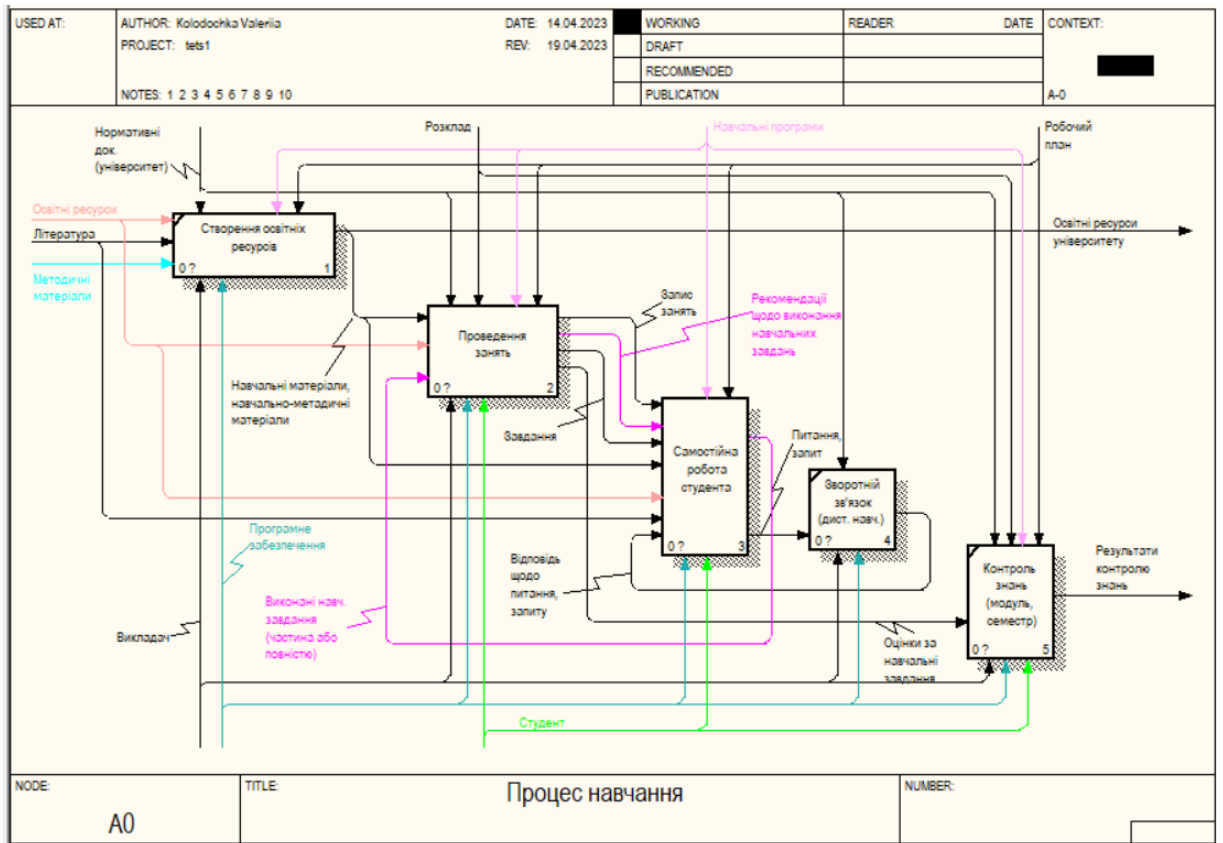 USED AT:
AUTHOR: Kolodochka Valeriia
DATE: 14.04.2023
WORKING
READER
DATE
CONTEXT:
PROJECT: tets1
REV: 19.04.2023
DRAFT
RECOMMENDED
NOTES: 1 2 3 4 5 6 7 8 9 10
PUBLICATION
A-0
Нормативні
док.
(університет)
Розклад
Навчальні програми
Робочий
план
Освітні ресурси
Література
Методичні
матеріали
Створення освітніх
ресурсів
0 ?
1
Освітні ресурси
університету
Запис
занять
Рекомендації
щодо виконання
навчальних
завдань
Проведення
занять
0 ?
2
Навчальні матеріали,
навчально-метадичні
матеріали
Завдання
Самостійна
робота
студента
0 ?
3
Питання,
запит
Зворотній
зв'язок
(дист. навч.)
0 ?
4
Програмне
забезпечення
Відповідь
щодо
питання,
запиту
Контроль
знань
(модуль,
семестр)
0 ?
5
Результати
контролю
знань
Виконані навч.
завдання
(частина або
повністю)
Викладач
Оцінки за
навчальні
завдання
Студент
NODE:
TITLE:
NUMBER:
A0
Процес навчання